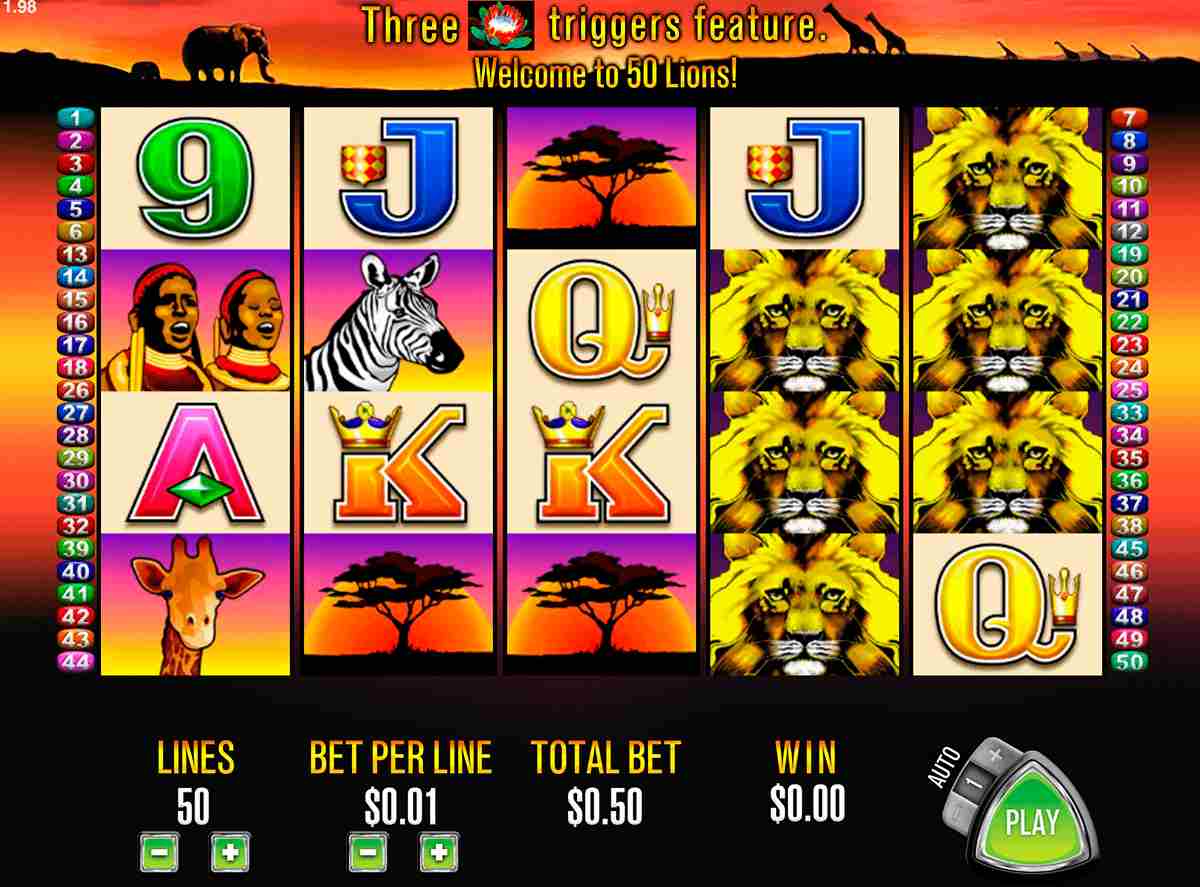 1.98
Three triggers feature.
Welcome to 50 Lions!
1 9 J J 7
2 8
3 9
4 10
5 11
6 12
13 Q 19
14 20
15 21
16 22
17 23
18 24
26 A K K 25
27 33
28 34
29 35
30 36
31 37
32 38
39 Q 45
40 46
41 47
42 48
43 49
44 50
LINES BET PER LINE TOTAL BET WIN AUTO + 1 -
50 $0.01 $0.50 $0.00 PLAY
- + - +